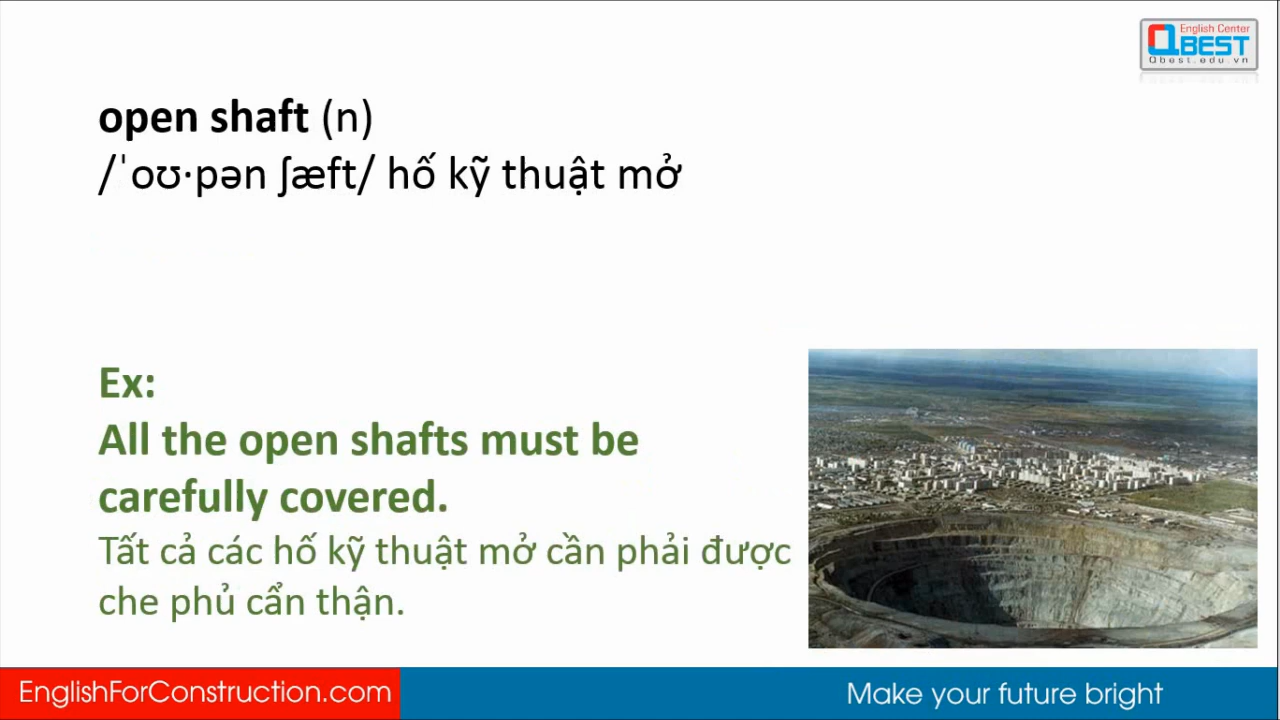 English Center
QBEST
Qbest.edu.vn
open shaft (n)
/ˈoʊ·pən ʃæft/ hố kỹ thuật mở
Ex:
All the open shafts must be
carefully covered.
Tất cả các hố kỹ thuật mở cần phải được
che phủ cẩn thận.
EnglishForConstruction.com
Make your future bright